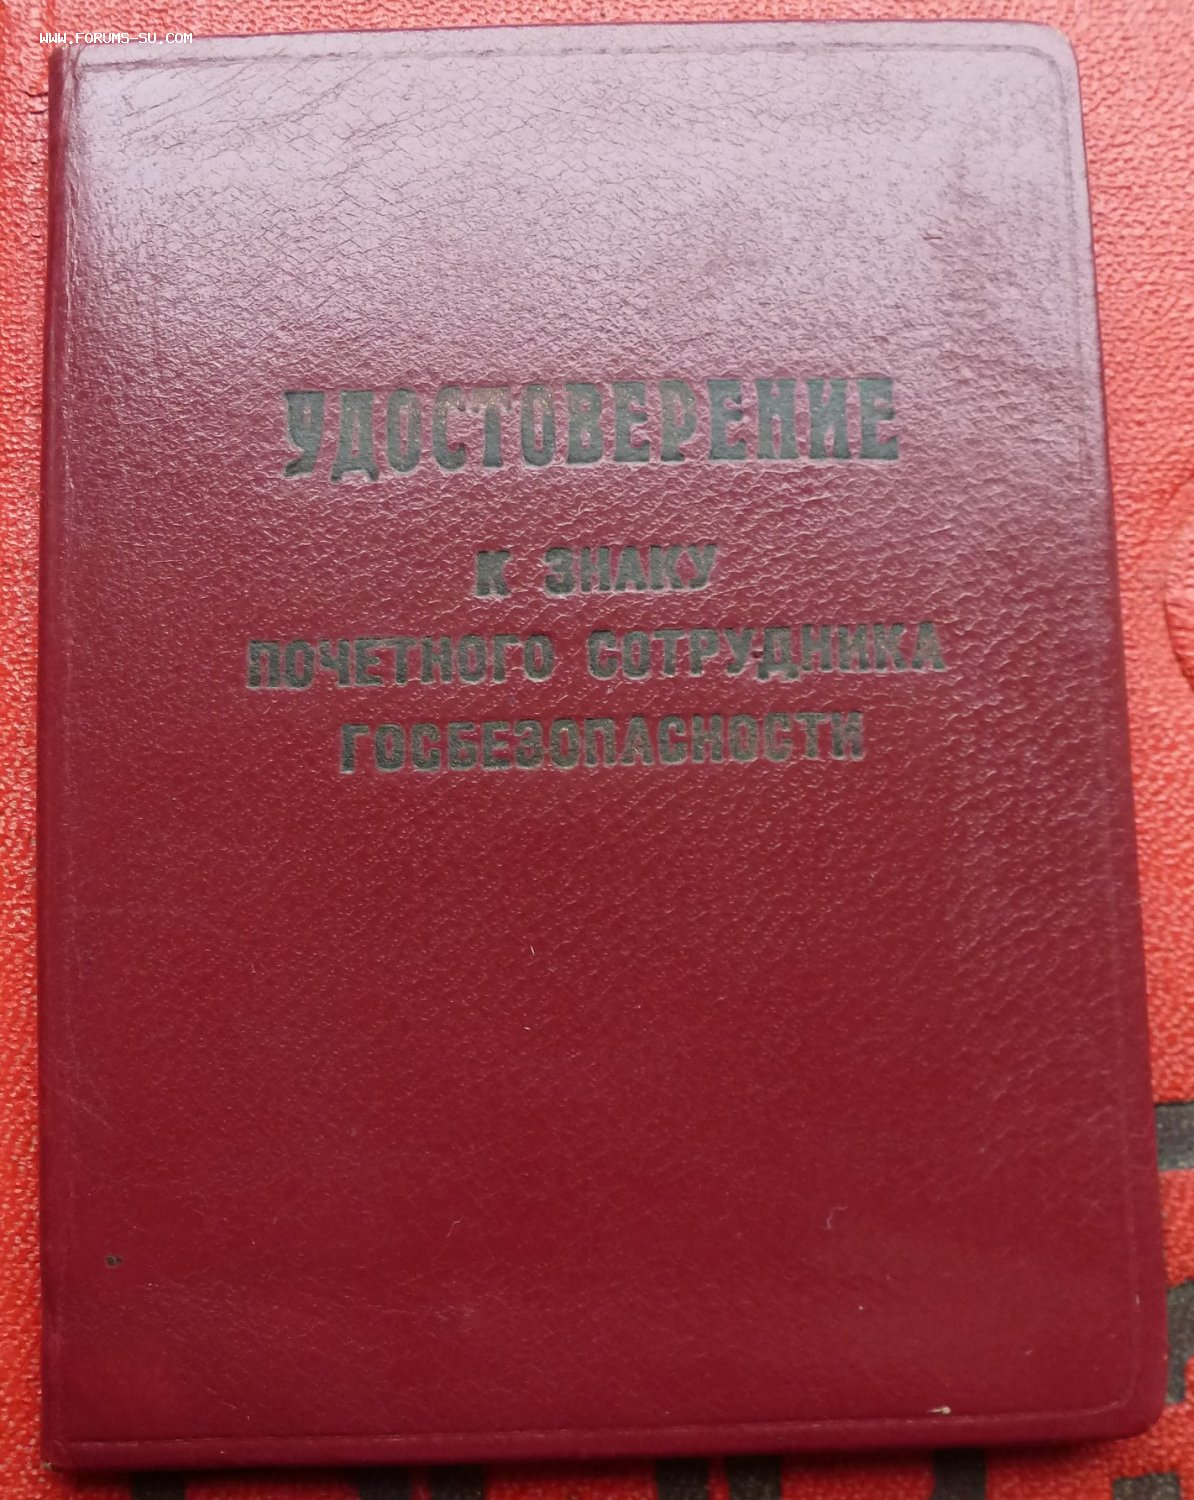 WWW.FORUMS-SU.COM
УДОСТОВЕРЕНИЕ
К ЗНАКУ
ПОЧЕТНОГО СОТРУДНИКА
ГОСБЕЗОПАСНОСТИ